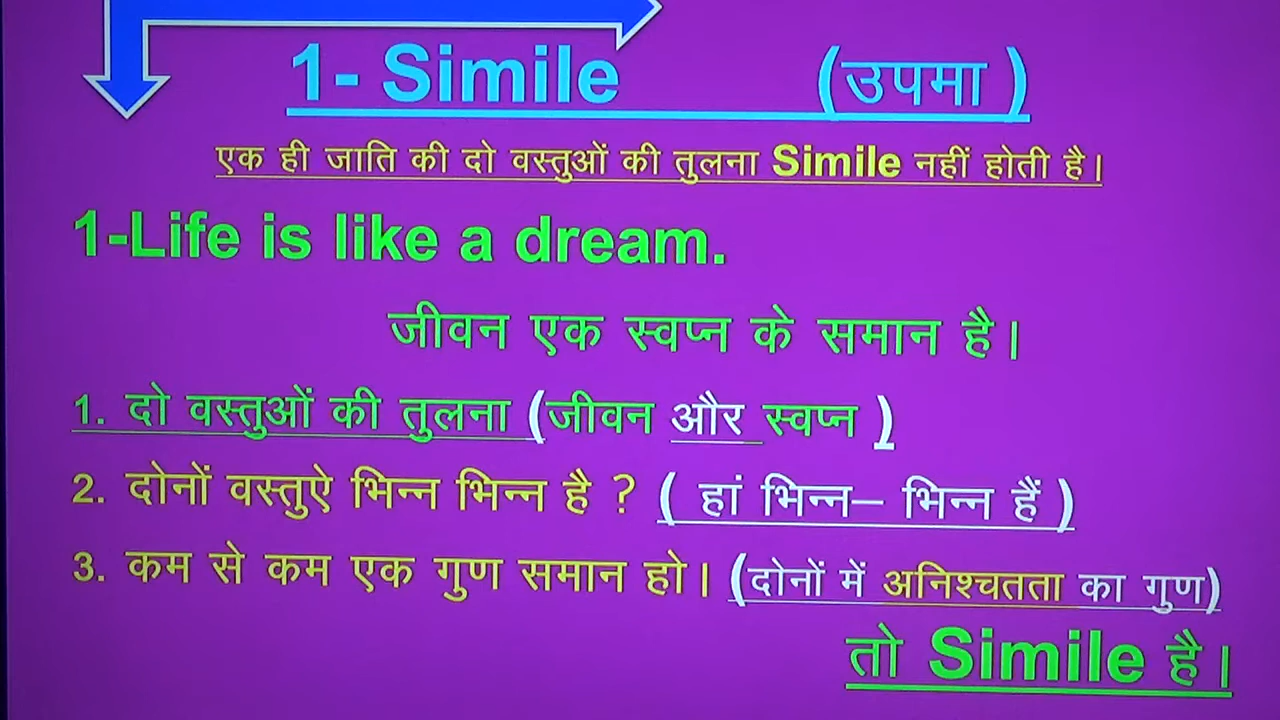 1- Simile (उपमा )
एक ही जाति की दो वस्तुओं की तुलना Simile नहीं होती है।
1-Life is like a dream.
जीवन एक स्वप्न के समान है।
1. दो वस्तुओं की तुलना (जीवन और स्वप्न )
2. दोनों वस्तुऐ भिन्न भिन्न है ? ( हां भिन्न– भिन्न हैं )
3. कम से कम एक गुण समान हो। (दोनों में अनिश्चतता का गुण)
तो Simile है।